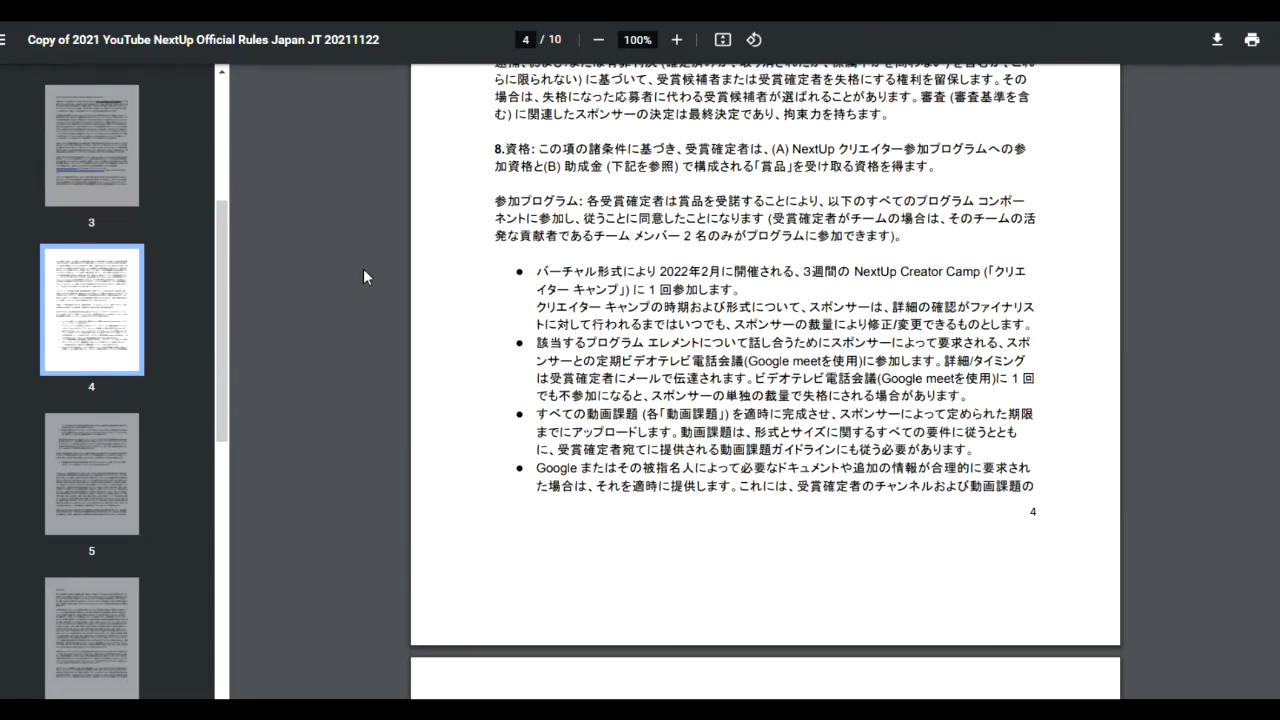 Copy of 2021 YouTube NextUp Official Rules Japan JT 20211122
4 / 10
100%
3
4
5
らに限られない) に基づいて、受賞候補者または受賞確定者を失格にする権利を留保します。その
場合は、失格になった応募者に代わる受賞候補者が選ばれることがあります。審査 (審査基準を含
む) に関連したスポンサーの決定は最終決定であり、拘束力を持ちます。
8.資格: この項の諸条件に基づき、受賞確定者は、(A) NextUp クリエイター参加プログラムへの参
加資格と(B) 助成金 (下記を参照) で構成される「賞品」を受け取る資格を得ます。
参加プログラム: 各受賞確定者は賞品を受諾することにより、以下のすべてのプログラム コンポー
ネントに参加し、従うことに同意したことになります (受賞確定者がチームの場合は、そのチームの活
発な貢献者であるチーム メンバー 2 名のみがプログラムに参加できます)。
● バーチャル形式により 2022年2月に開催される、3週間の NextUp Creator Camp (「クリエ
イター キャンプ」) に 1 回参加します。
クリエイター キャンプの時期および形式についてスポンサーは、詳細の確認がファイナリス
トに対して行われるまではいつでも、スポンサーの裁量により修正/変更できるものとします。
● 該当するプログラム エレメントについて話し合うためにスポンサーによって要求される、スポ
ンサーとの定期ビデオテレビ電話会議(Google meetを使用)に参加します。詳細/タイミング
は受賞確定者にメールで伝達されます。ビデオテレビ電話会議(Google meetを使用)に 1 回
でも不参加になると、スポンサーの単独の裁量で失格にされる場合があります。
● すべての動画課題 (各「動画課題」) を適時に完成させ、スポンサーによって定められた期限
までにアップロードします。動画課題は、形式とサイズに関するすべての要件に従うととも
に、受賞確定者宛てに提供される動画課題ガイドラインにも従う必要があります。
● Google またはその被指名人によって必要なドキュメントや追加の情報が合理的に要求され
た場合は、それを適時に提供します。これには、受賞確定者のチャンネルおよび動画課題の
4